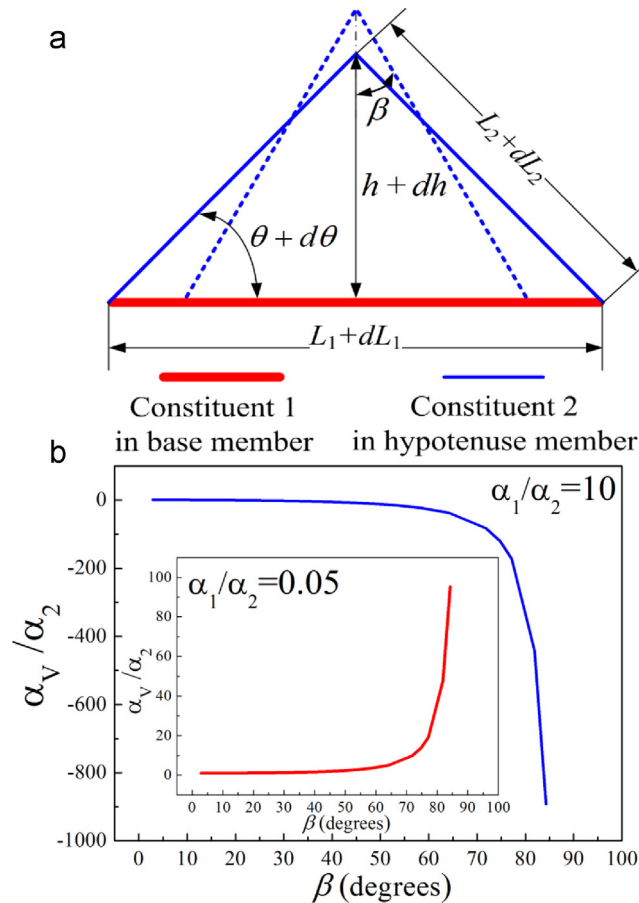 a
β
L₂+dL₂
h + dh
θ + dθ
L₁+dL₁
Constituent 1
in base member
Constituent 2
in hypotenuse member
b
α₁/α₂=10
α_V/α₂
0
-200
-400
-600
-800
-1000
α₁/α₂=0.05
α_V/α₂
100
80
60
40
20
0
0 10 20 30 40 50 60 70 80 90 100
β (degrees)
0 10 20 30 40 50 60 70 80 90 100
β (degrees)